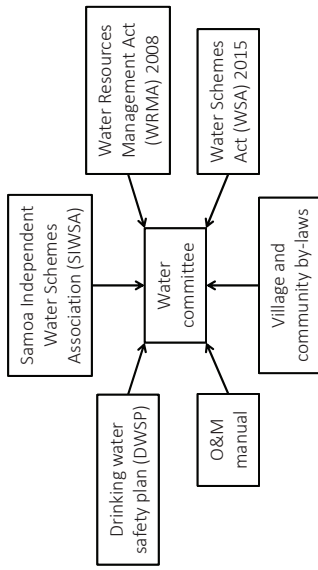 Samoa Independent
Water Schemes
Association (SIWSA)
Water Resources
Management Act
(WRMA) 2008
Water Schemes
Act (WSA) 2015
Village and
community by-laws
O&M
manual
Drinking water
safety plan (DWSP)
Water
committee